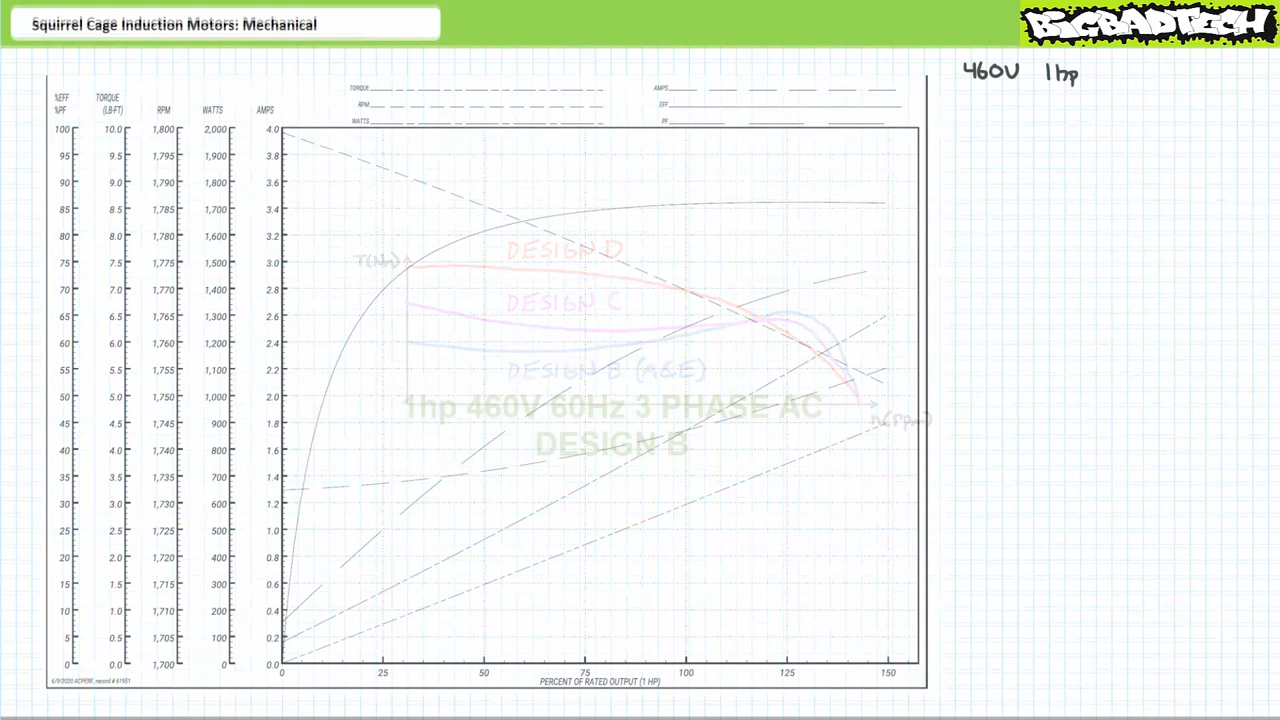 Squirrel Cage Induction Motors: Mechanical
BIGBADTECH
460V 1hp
TORQUE
RPM
WATTS
AMPS
EFF
PF
%EFF TORQUE
%PF (LB-FT) RPM WATTS AMPS
100 10.0 1,800 2,000 4.0
95 9.5 1,795 1,900 3.8
90 9.0 1,790 1,800 3.6
85 8.5 1,785 1,700 3.4
80 8.0 1,780 1,600 3.2
75 7.5 1,775 1,500 3.0
70 7.0 1,770 1,400 2.8
65 6.5 1,765 1,300 2.6
60 6.0 1,760 1,200 2.4
55 5.5 1,755 1,100 2.2
50 5.0 1,750 1,000 2.0
45 4.5 1,745 900 1.8
40 4.0 1,740 800 1.6
35 3.5 1,735 700 1.4
30 3.0 1,730 600 1.2
25 2.5 1,725 500 1.0
20 2.0 1,720 400 0.8
15 1.5 1,715 300 0.6
10 1.0 1,710 200 0.4
5 0.5 1,705 100 0.2
0 0.0 1,700 0 0.0
T(Nm)
DESIGN D
DESIGN C
DESIGN B (AGE)
1hp 460V 60Hz 3 PHASE AC
DESIGN B
n(rpm)
0 25 50 75 100 125 150
PERCENT OF RATED OUTPUT (1 HP)
6/9/2020 ACPERF_record # 61951